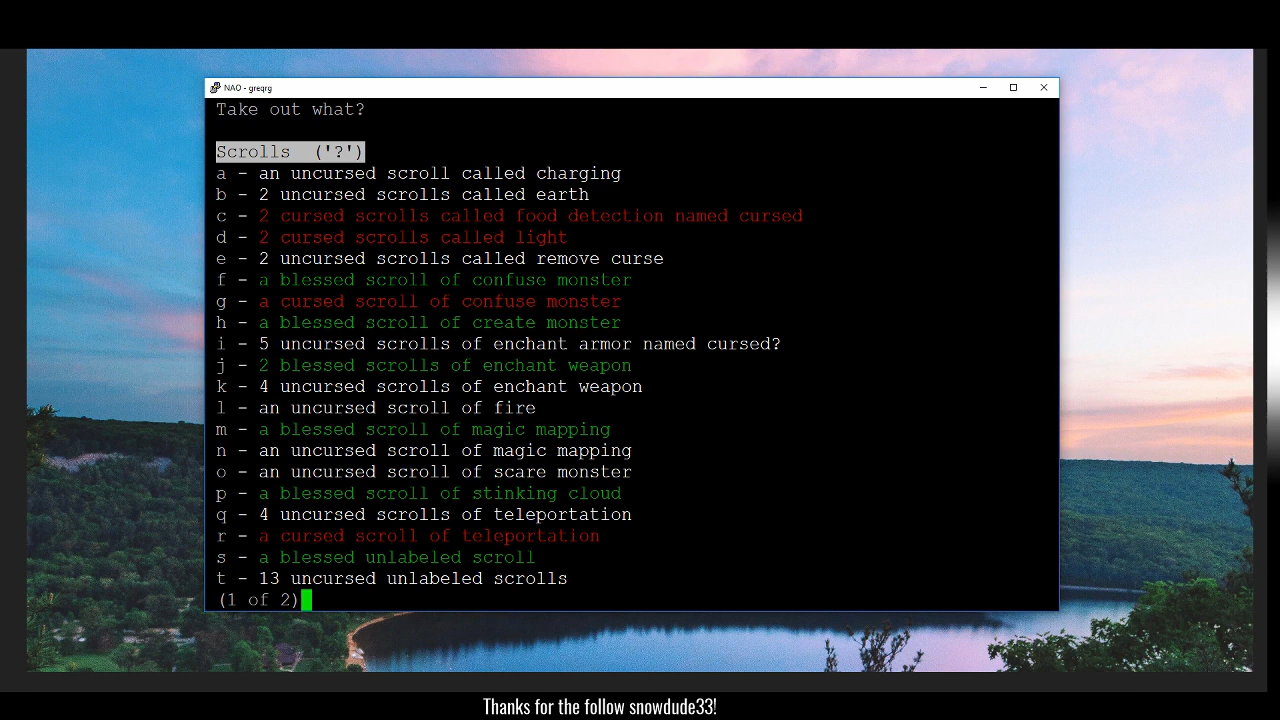 NAO - greqrg
Take out what?
Scrolls  ('?')
a - an uncursed scroll called charging
b - 2 uncursed scrolls called earth
c - 2 cursed scrolls called food detection named cursed
d - 2 cursed scrolls called light
e - 2 uncursed scrolls called remove curse
f - a blessed scroll of confuse monster
g - a cursed scroll of confuse monster
h - a blessed scroll of create monster
i - 5 uncursed scrolls of enchant armor named cursed?
j - 2 blessed scrolls of enchant weapon
k - 4 uncursed scrolls of enchant weapon
l - an uncursed scroll of fire
m - a blessed scroll of magic mapping
n - an uncursed scroll of magic mapping
o - an uncursed scroll of scare monster
p - a blessed scroll of stinking cloud
q - 4 uncursed scrolls of teleportation
r - a cursed scroll of teleportation
s - a blessed unlabeled scroll
t - 13 uncursed unlabeled scrolls
(1 of 2)
Thanks for the follow snowdude33!